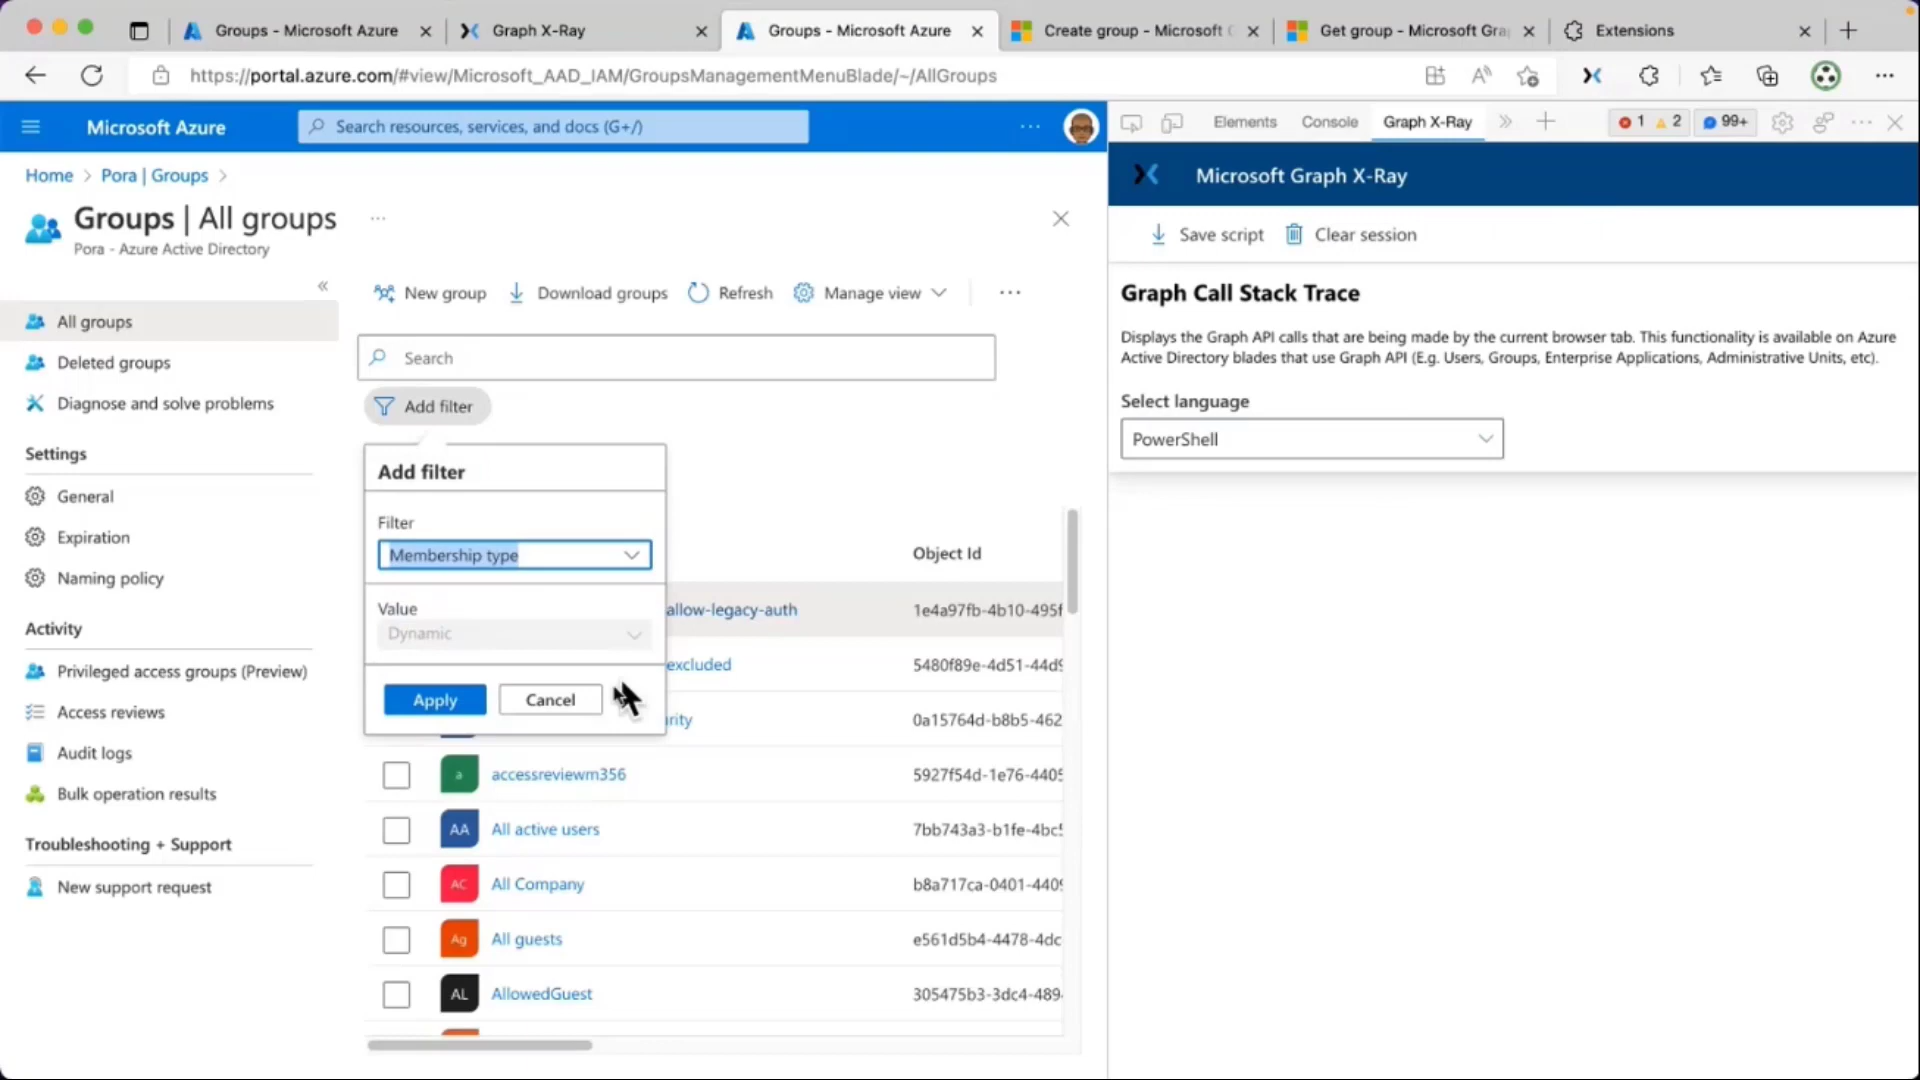 Groups - Microsoft Azure
Graph X-Ray
Groups - Microsoft Azure
Create group - Microsoft
Get group - Microsoft Gra
Extensions
https://portal.azure.com/#view/Microsoft_AAD_IAM/GroupsManagementMenuBlade/~/AllGroups
Microsoft Azure
Search resources, services, and docs (G+/)
Elements
Console
Graph X-Ray
1
2
99+
Home > Pora | Groups >
Groups | All groups
Pora - Azure Active Directory
All groups
Deleted groups
Diagnose and solve problems
Settings
General
Expiration
Naming policy
Activity
Privileged access groups (Preview)
Access reviews
Audit logs
Bulk operation results
Troubleshooting + Support
New support request
New group
Download groups
Refresh
Manage view
Search
Add filter
Add filter
Filter
Membership type
Value
Dynamic
Apply
Cancel
Object Id
allow-legacy-auth
1e4a97fb-4b10-495f
excluded
5480f89e-4d51-44d9
rity
0a15764d-b8b5-462
a
accessreviewm356
5927f54d-1e76-4405
AA
All active users
7bb743a3-b1fe-4bc5
AC
All Company
b8a717ca-0401-4409
Ag
All guests
e561d5b4-4478-4dc
AL
AllowedGuest
305475b3-3dc4-489
Microsoft Graph X-Ray
Save script
Clear session
Graph Call Stack Trace
Displays the Graph API calls that are being made by the current browser tab. This functionality is available on Azure
Active Directory blades that use Graph API (E.g. Users, Groups, Enterprise Applications, Administrative Units, etc).
Select language
PowerShell